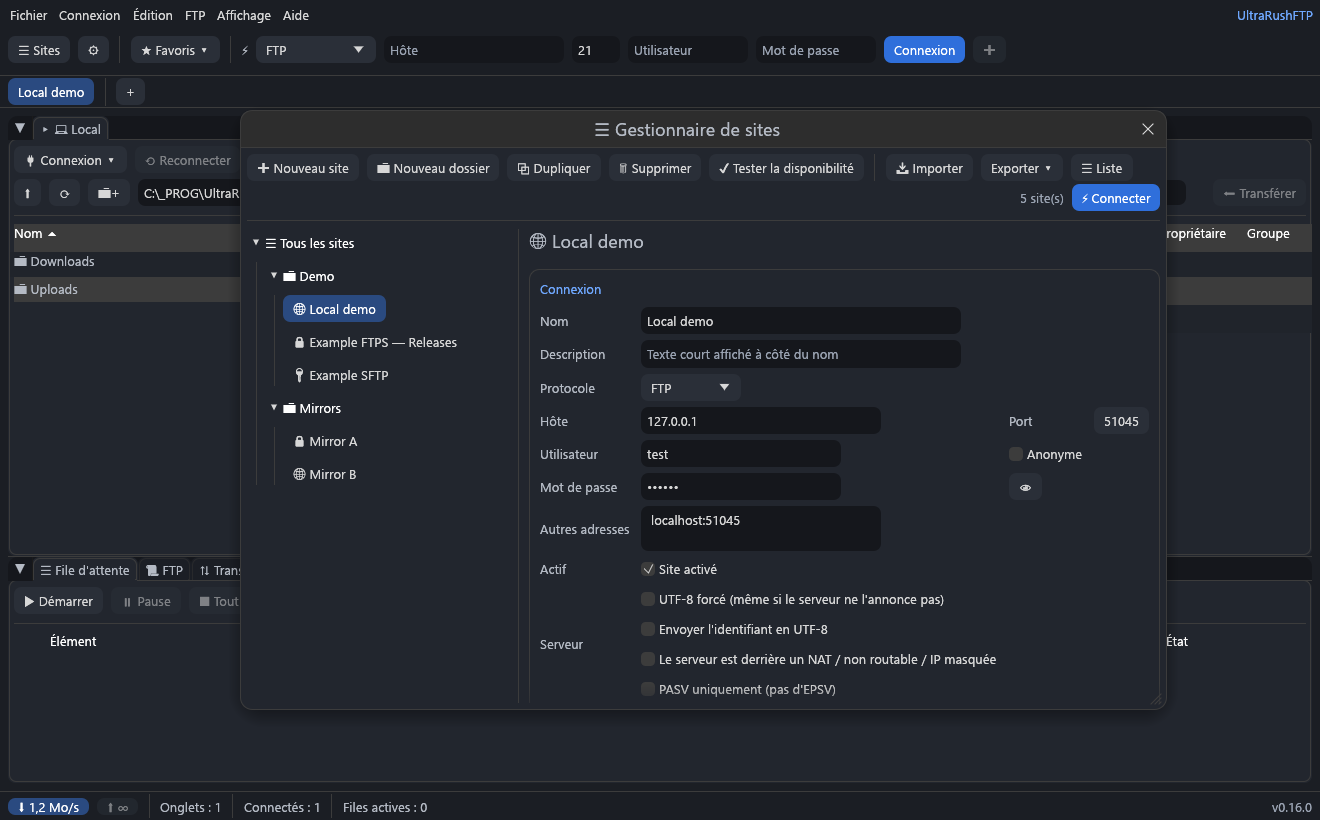 Fichier Connexion Édition FTP Affichage Aide UltraRushFTP
Sites Favoris FTP Hôte 21 Utilisateur Mot de passe Connexion +
Local demo +
Local
Gestionnaire de sites
Connexion Reconnecter
+ Nouveau site Nouveau dossier Dupliquer Supprimer Tester la disponibilité Importer Exporter Liste
C:\_PROG\UltraR
5 site(s) Connecter
Transférer
Nom
ropriétaire Groupe
Downloads
Uploads
Tous les sites
Demo
Local demo
Example FTPS — Releases
Example SFTP
Mirrors
Mirror A
Mirror B
Local demo
Connexion
Nom Local demo
Description Texte court affiché à côté du nom
Protocole FTP
Hôte 127.0.0.1 Port 51045
Utilisateur test Anonyme
Mot de passe ••••••
Autres adresses localhost:51045
Actif Site activé
UTF-8 forcé (même si le serveur ne l'annonce pas)
Envoyer l'identifiant en UTF-8
Serveur
Le serveur est derrière un NAT / non routable / IP masquée
PASV uniquement (pas d'EPSV)
File d'attente FTP Trans
Démarrer Pause Tout
Élément État
1,2 Mo/s ∞ Onglets : 1 Connectés : 1 Files actives : 0 v0.16.0